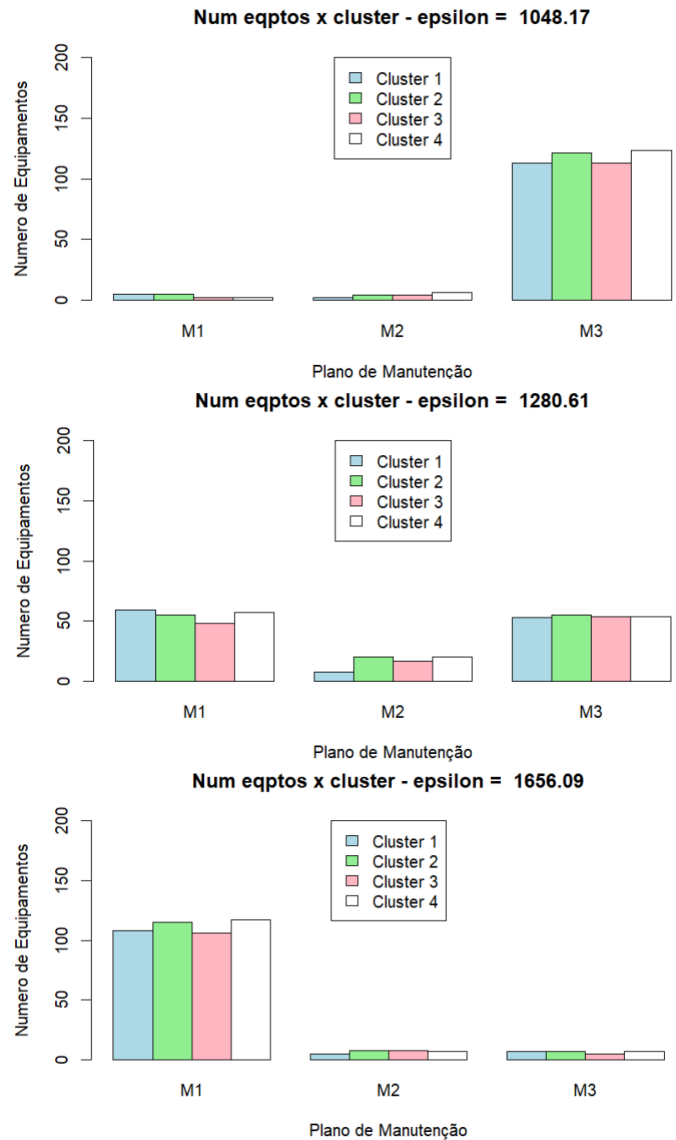 Num eqptos x cluster - epsilon = 1048.17
Numero de Equipamentos
200
150
100
50
0
Cluster 1
Cluster 2
Cluster 3
Cluster 4
M1 M2 M3
Plano de Manutenção
Num eqptos x cluster - epsilon = 1280.61
Numero de Equipamentos
200
150
100
50
0
Cluster 1
Cluster 2
Cluster 3
Cluster 4
M1 M2 M3
Plano de Manutenção
Num eqptos x cluster - epsilon = 1656.09
Numero de Equipamentos
200
150
100
50
0
Cluster 1
Cluster 2
Cluster 3
Cluster 4
M1 M2 M3
Plano de Manutenção